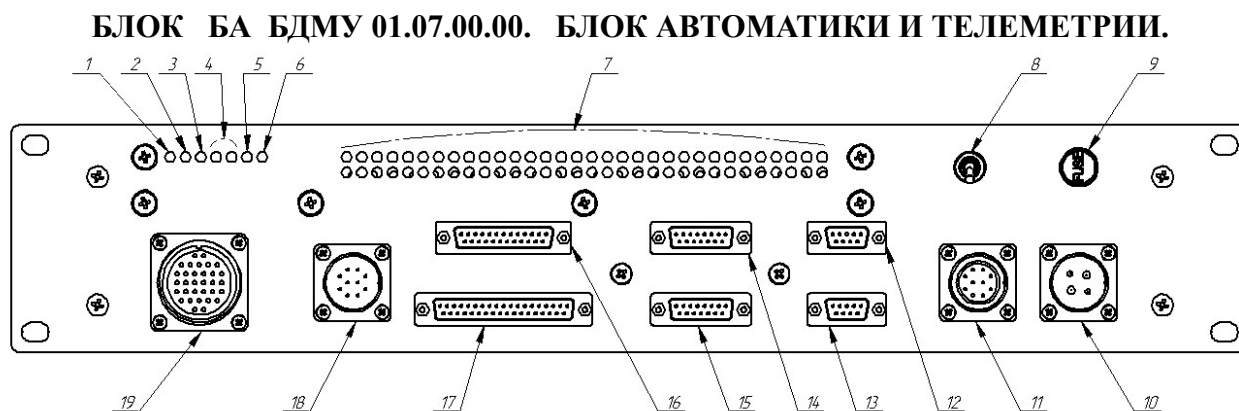 БЛОК БА БДМУ 01.07.00.00. БЛОК АВТОМАТИКИ И ТЕЛЕМЕТРИИ.
1 2 3 4 5 6 7 8 9
FUSE
19 18 17 16 15 14 13 12 11 10